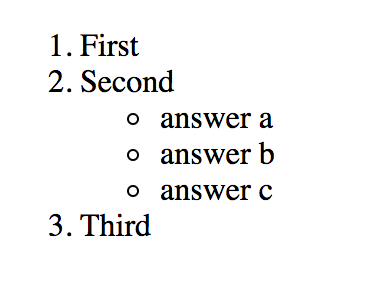 1. First
2. Second
○ answer a
○ answer b
○ answer c
3. Third